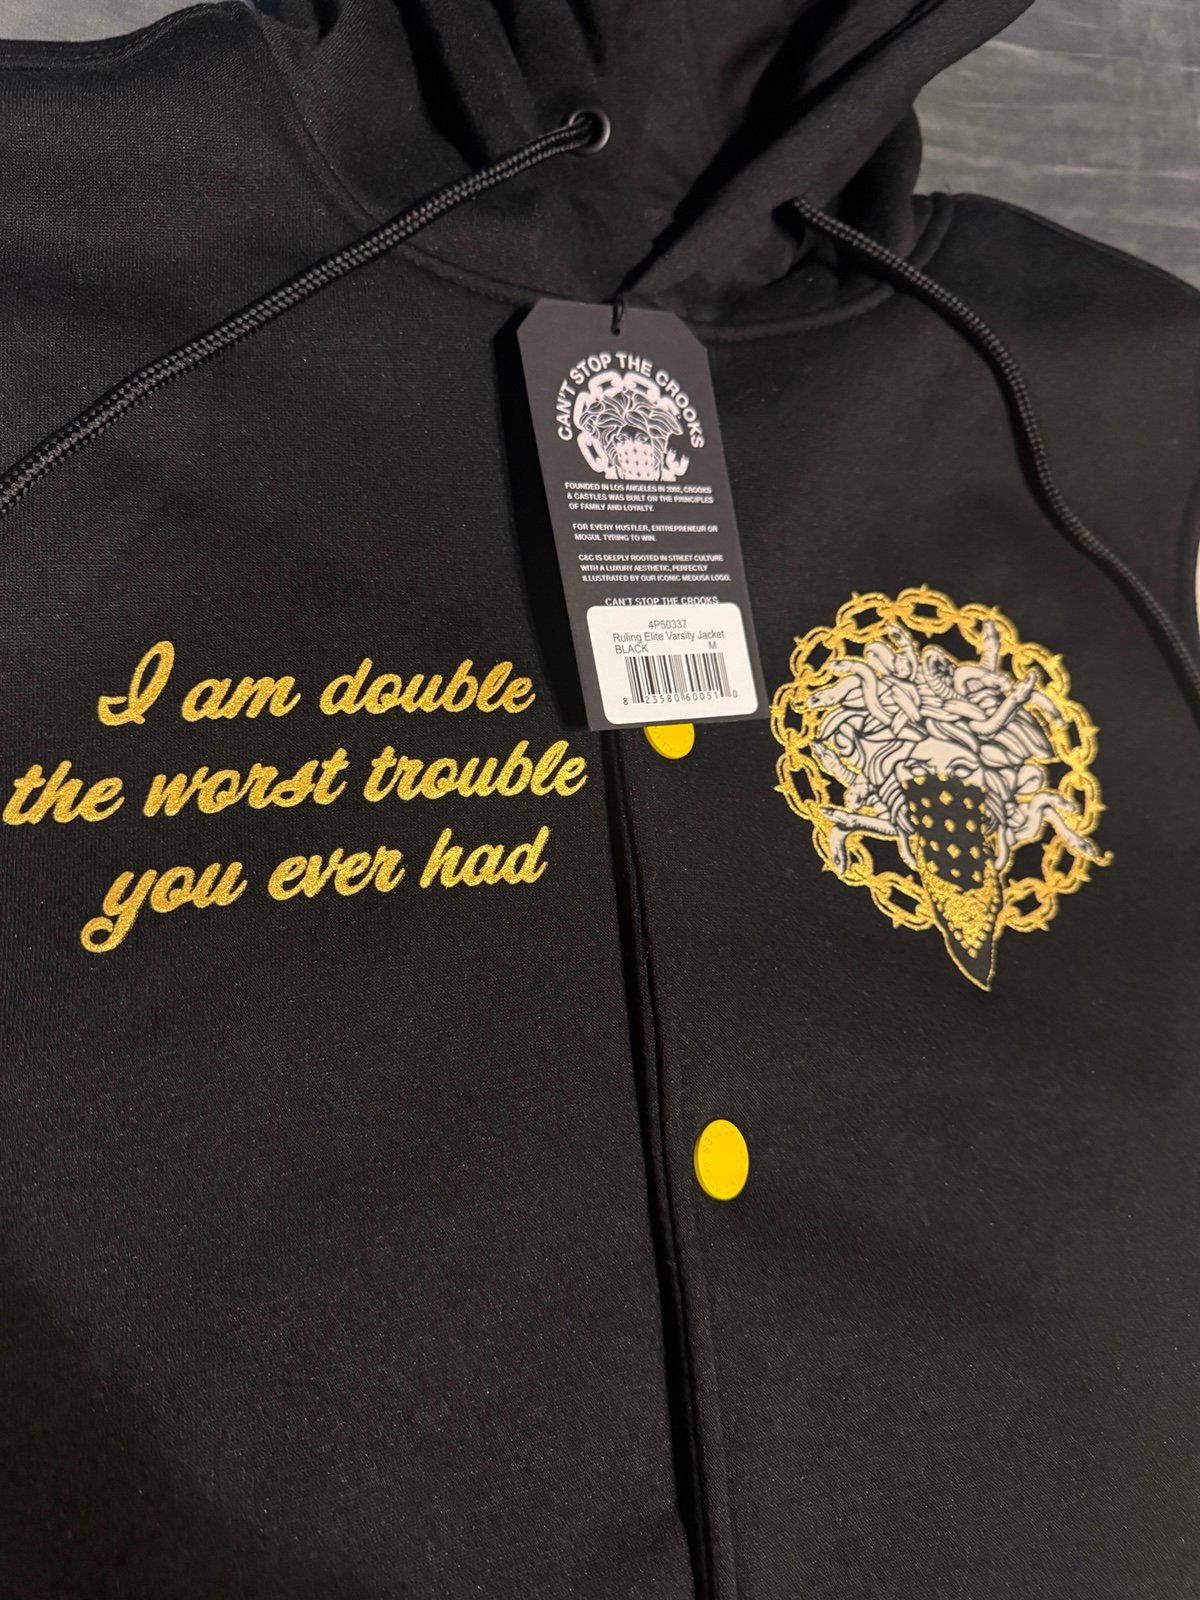 CAN'T STOP THE CROOKS
FOUNDED IN LOS ANGELES IN 2002, CROOKS
& CASTLES WAS BUILT ON THE PRINCIPLES
OF FAMILY AND LOYALTY.
FOR EVERY HUSTLER, ENTREPRENEUR OR
MOGUL TYRING TO WIN.
C&C IS DEEPLY ROOTED IN STREET CULTURE
WITH A LUXURY AESTHETIC, PERFECTLY
ILLUSTRATED BY OUR ICONIC MEDUSA LOGO.
CAN'T STOP THE CROOKS
4P50337
Ruling Elite Varsity Jacket
BLACK M
8 23580 60051 0
I am double
the worst trouble
you ever had